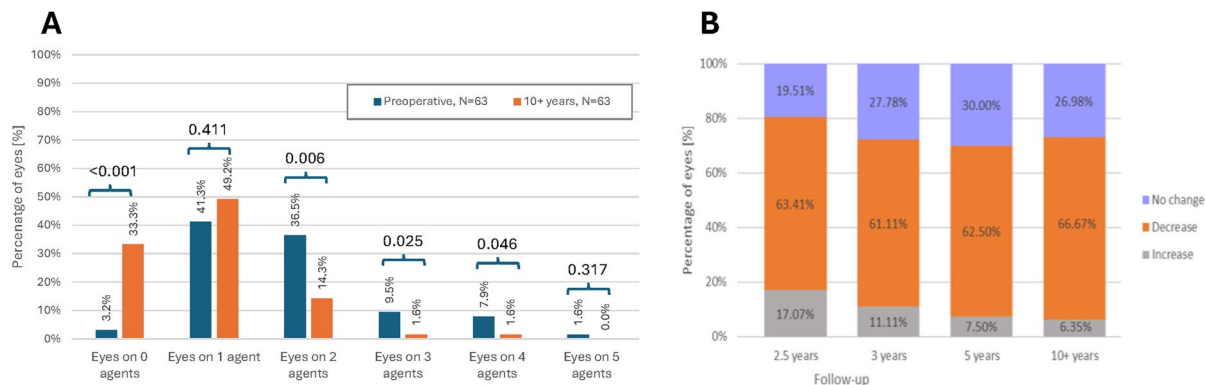 A
Percenatge of eyes [%]
100%
90%
80%
70%
60%
50%
40%
30%
20%
10%
0%
Preoperative, N=63
10+ years, N=63
<0.001
0.411
0.006
0.025
0.046
0.317
3.2%
33.3%
41.3%
49.2%
36.5%
14.3%
9.5%
1.6%
7.9%
1.6%
1.6%
0.0%
Eyes on 0
agents
Eyes on 1 agent
Eyes on 2
agents
Eyes on 3
agents
Eyes on 4
agents
Eyes on 5
agents
B
Percentage of eyes [%]
100%
80%
60%
40%
20%
0%
19.51%
27.78%
30.00%
26.98%
63.41%
61.11%
62.50%
66.67%
17.07%
11.11%
7.50%
6.35%
2.5 years
3 years
5 years
10+ years
Follow-up
No change
Decrease
Increase